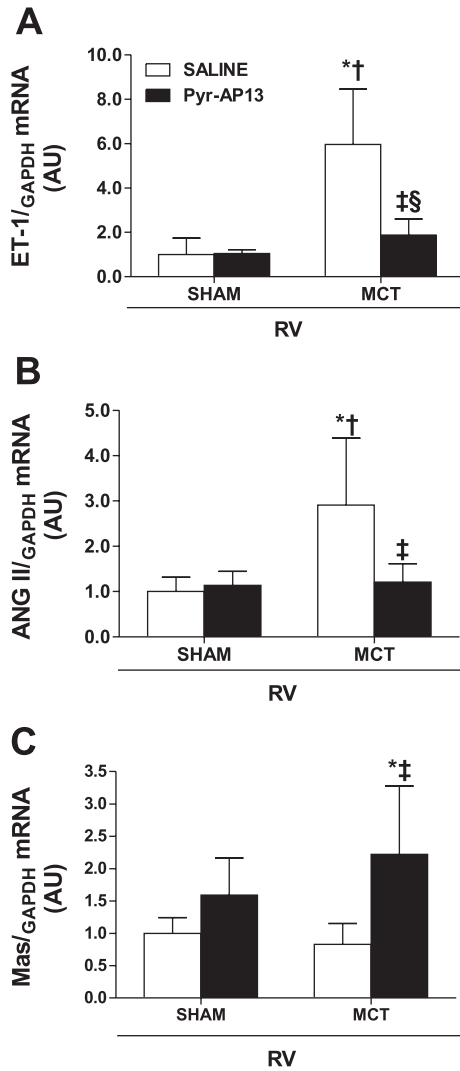 A
ET-1/GAPDH mRNA
(AU)
10.0
8.0
6.0
4.0
2.0
0.0
SALINE
Pyr-AP13
*†
‡§
SHAM
MCT
RV
B
ANG II/GAPDH mRNA
(AU)
5.0
4.0
3.0
2.0
1.0
0.0
*†
‡
SHAM
MCT
RV
C
Mas/GAPDH mRNA
(AU)
3.5
3.0
2.5
2.0
1.5
1.0
0.5
0.0
*‡
SHAM
MCT
RV